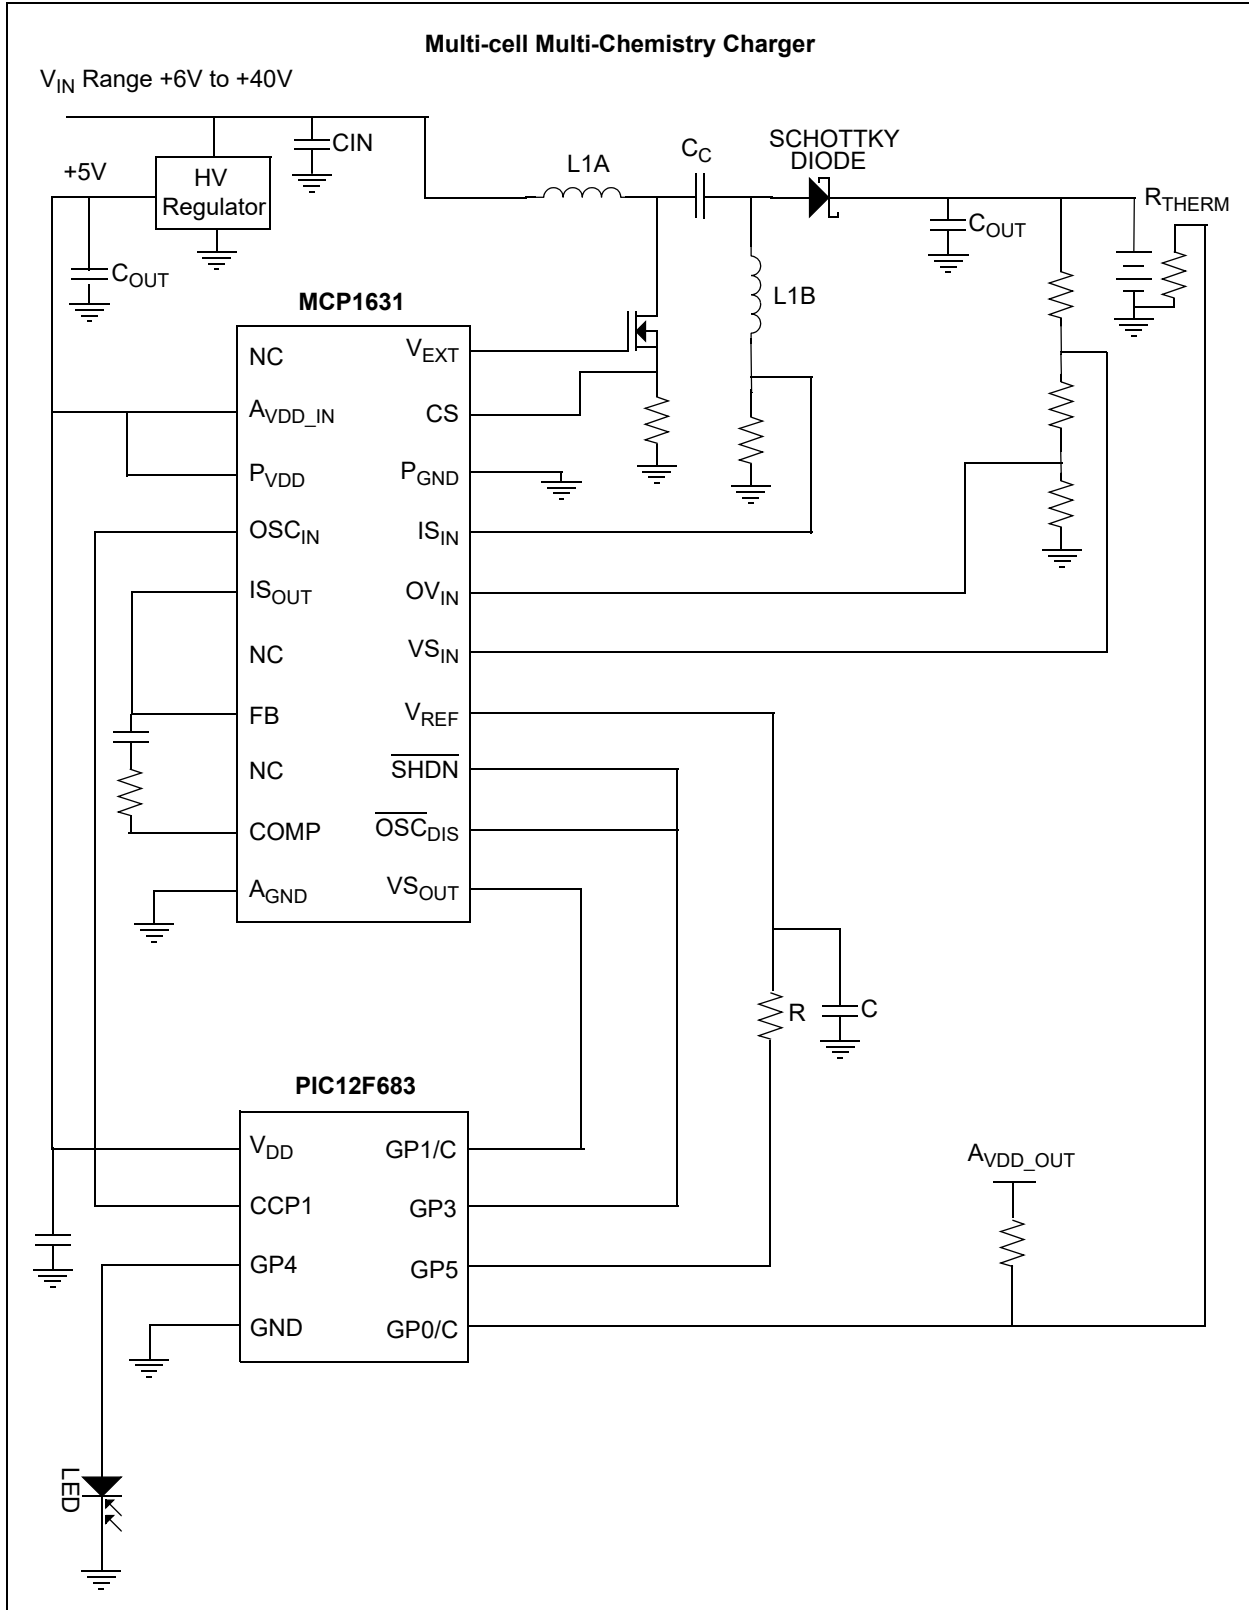 Multi-cell Multi-Chemistry Charger
VIN Range +6V to +40V
CIN
SCHOTTKY
DIODE
CC
L1A
+5V
HV
Regulator
RTHERM
COUT
COUT
L1B
MCP1631
NC
VEXT
AVDD_IN
CS
PVDD
PGND
OSCIN
ISIN
ISOUT
OVIN
NC
VSIN
FB
VREF
NC
SHDN
COMP
OSCDIS
AGND
VSOUT
R
C
PIC12F683
VDD
GP1/C
AVDD_OUT
CCP1
GP3
GP4
GP5
GND
GP0/C
LED